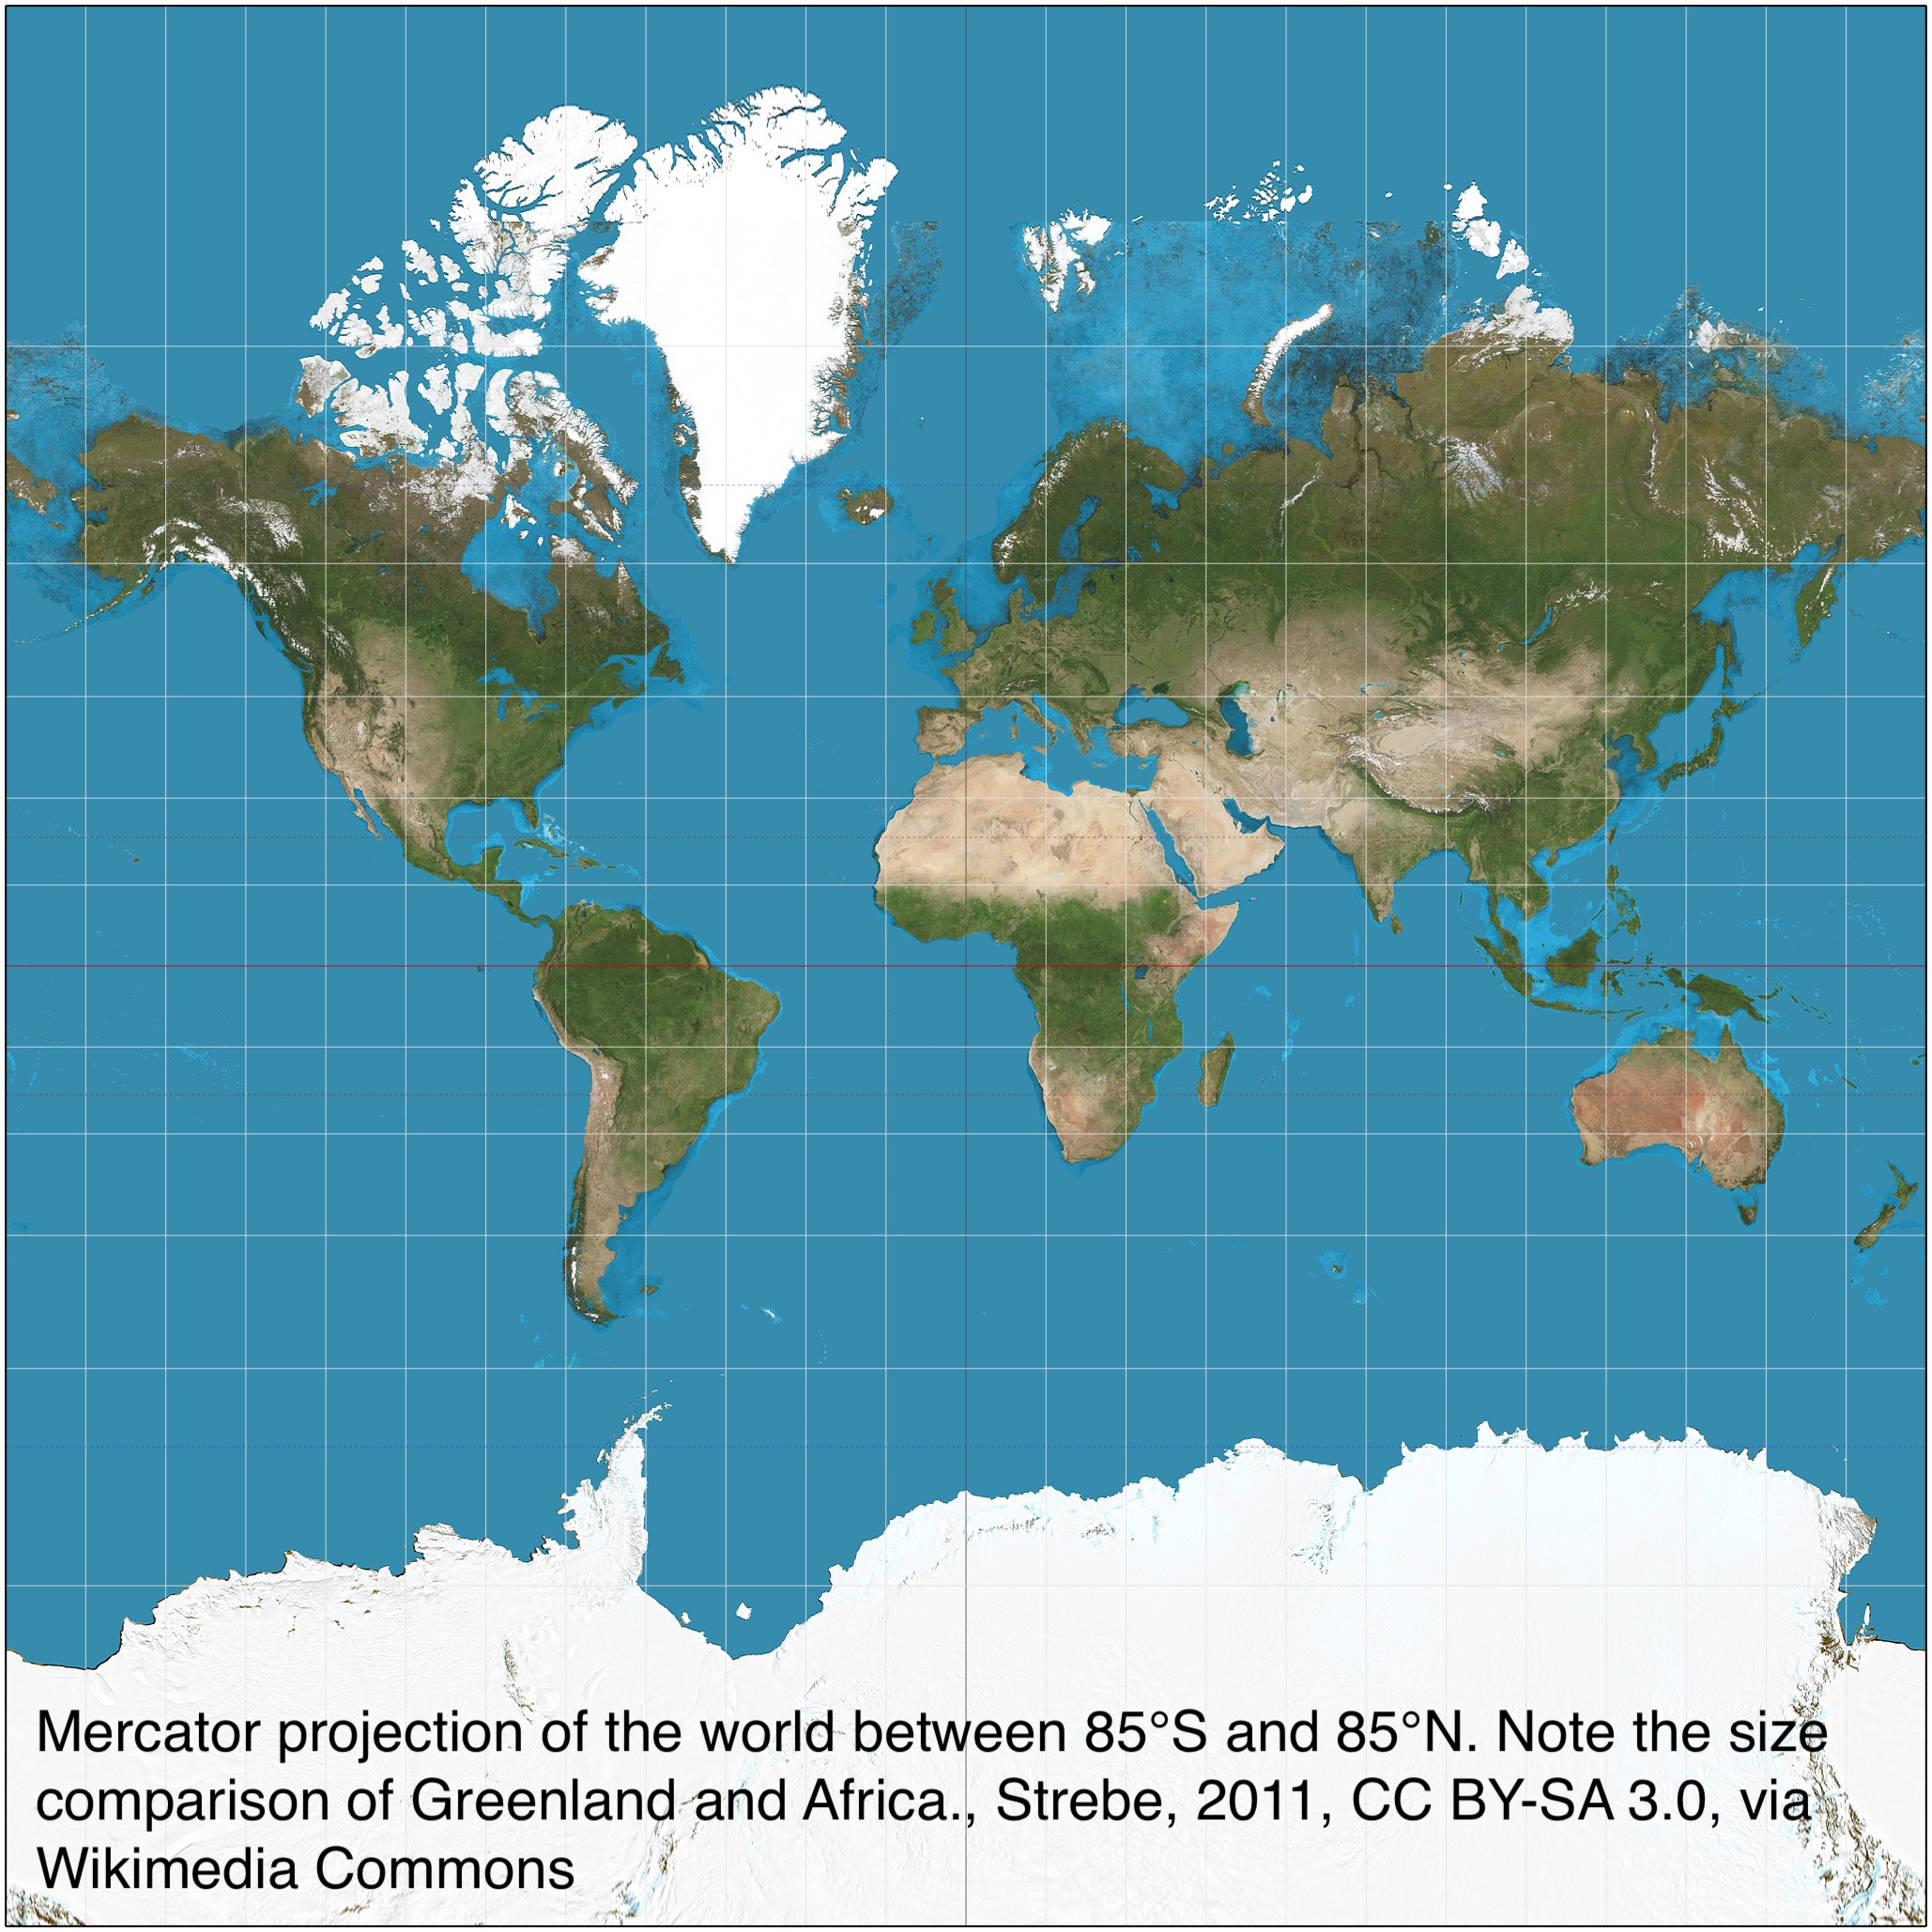 Mercator projection of the world between 85°S and 85°N. Note the size
comparison of Greenland and Africa., Strebe, 2011, CC BY-SA 3.0, via
Wikimedia Commons